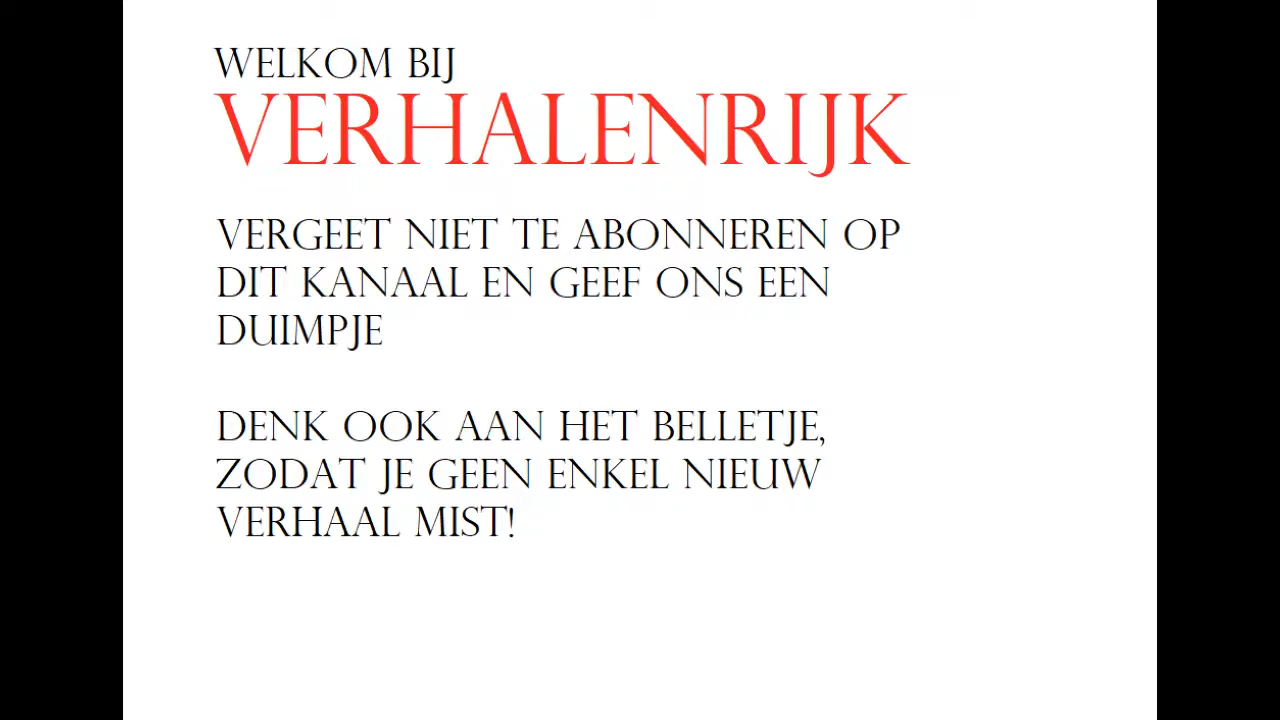 WELKOM BIJ
VERHALENRIJK
VERGEET NIET TE ABONNEREN OP
DIT KANAAL EN GEEF ONS EEN
DUIMPJE
DENK OOK AAN HET BELLETJE,
ZODAT JE GEEN ENKEL NIEUW
VERHAAL MIST!